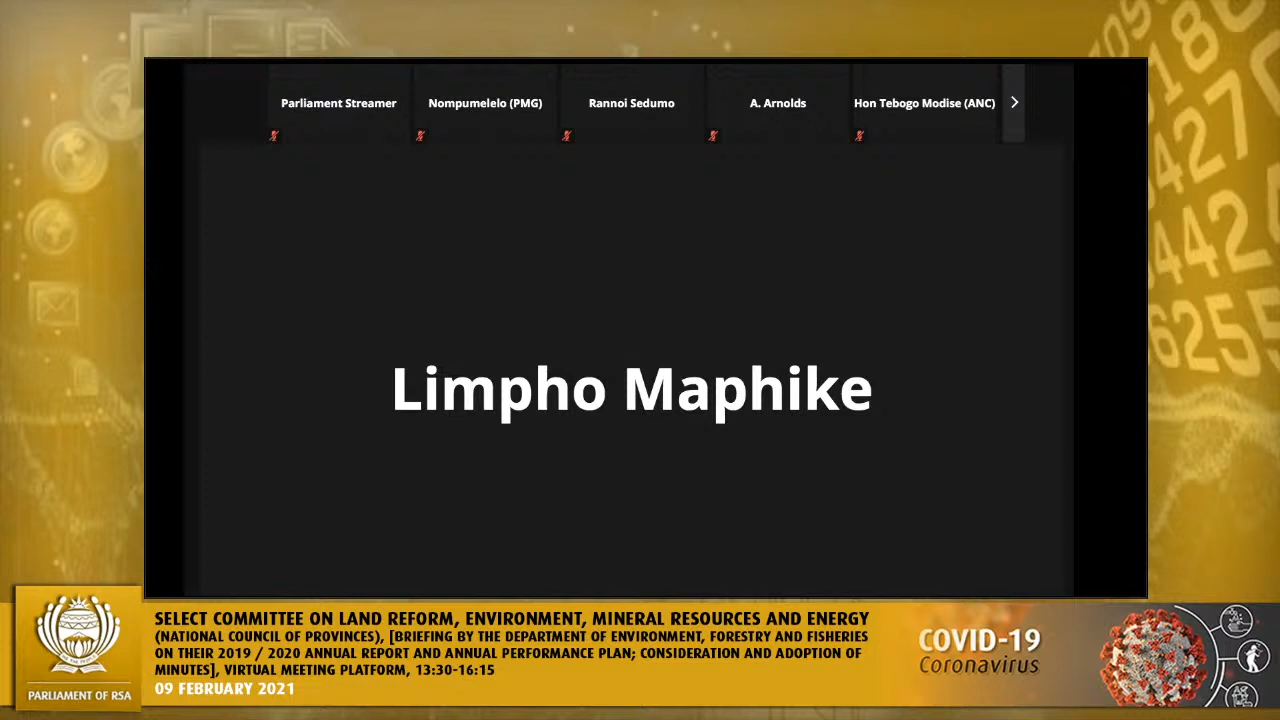 Parliament Streamer
Nompumelelo (PMG)
Rannoi Sedumo
A. Arnolds
Hon Tebogo Modise (ANC)
Limpho Maphike
SELECT COMMITTEE ON LAND REFORM, ENVIRONMENT, MINERAL RESOURCES AND ENERGY
(NATIONAL COUNCIL OF PROVINCES), [BRIEFING BY THE DEPARTMENT OF ENVIRONMENT, FORESTRY AND FISHERIES
ON THEIR 2019 / 2020 ANNUAL REPORT AND ANNUAL PERFORMANCE PLAN; CONSIDERATION AND ADOPTION OF
MINUTES], VIRTUAL MEETING PLATFORM, 13:30-16:15
09 FEBRUARY 2021
PARLIAMENT OF RSA
COVID-19
Coronavirus